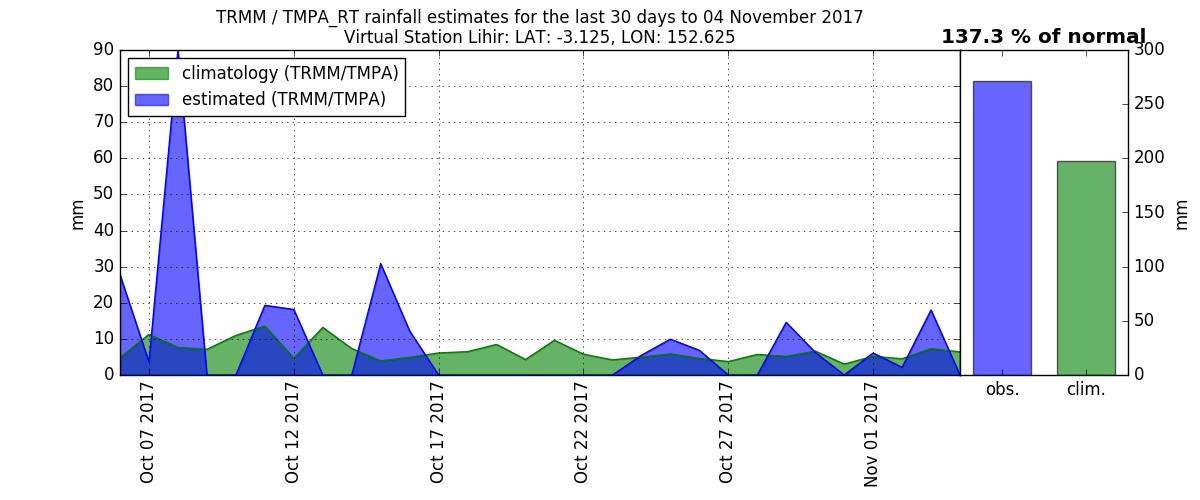 TRMM / TMPA_RT rainfall estimates for the last 30 days to 04 November 2017
Virtual Station Lihir: LAT: -3.125, LON: 152.625
137.3 % of normal
climatology (TRMM/TMPA)
estimated (TRMM/TMPA)
90
80
70
60
50
40
30
20
10
0
mm
Oct 07 2017
Oct 12 2017
Oct 17 2017
Oct 22 2017
Oct 27 2017
Nov 01 2017
300
250
200
150
100
50
0
mm
obs.
clim.